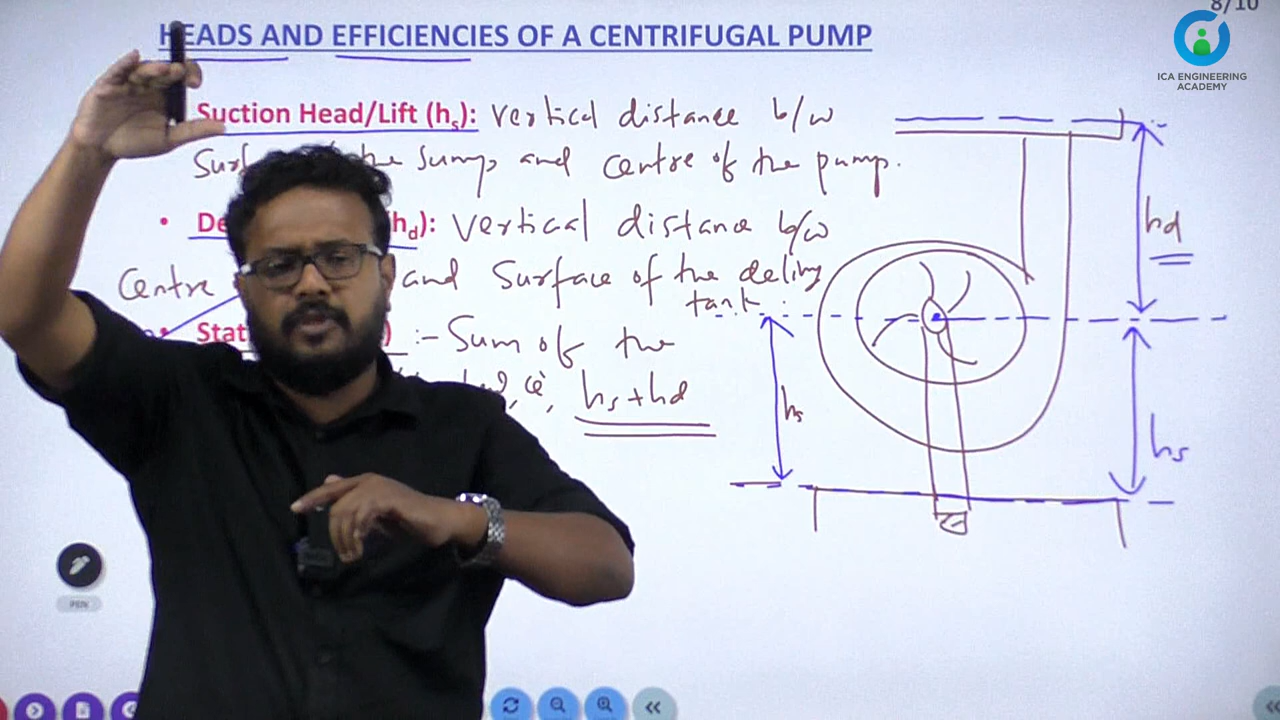 8/10
HEADS AND EFFICIENCIES OF A CENTRIFUGAL PUMP
ICA ENGINEERING
ACADEMY
Suction Head/Lift (hs): Vertical distance b/w
the sump and centre of the pump.
• hd): Vertical distance b/w
Centre and Surface of the
tank.
:- Sum of the
hs + hd
hd
hs
hs
PEN